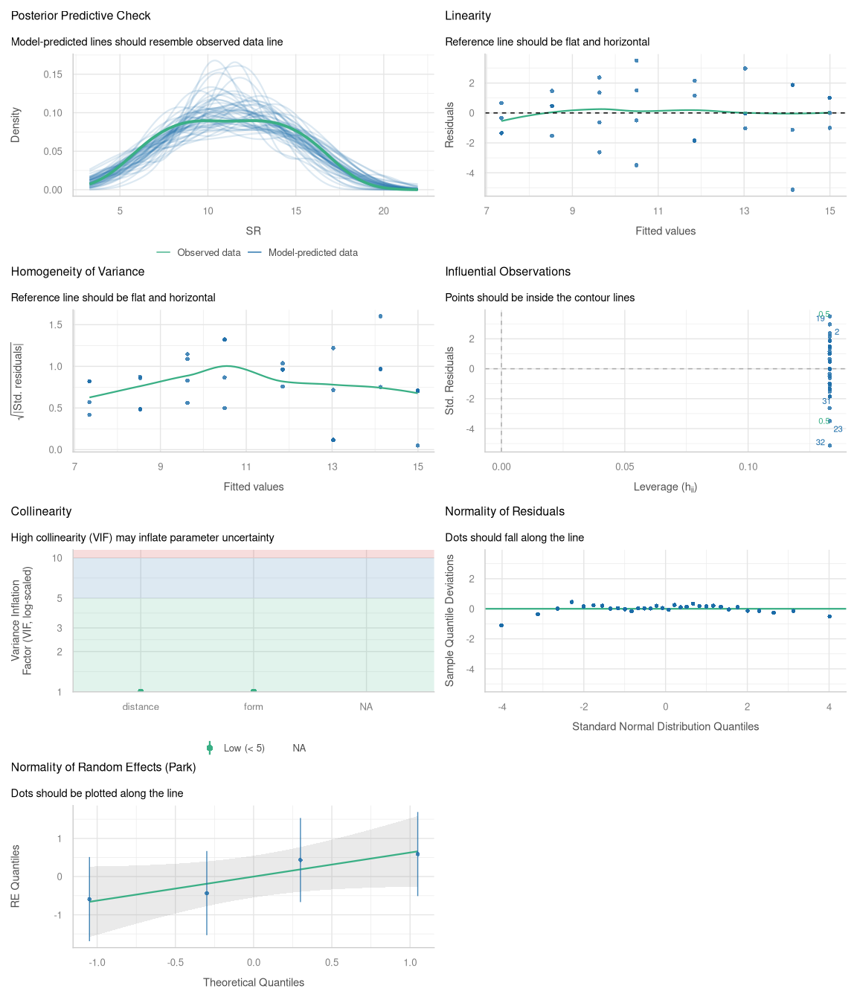 Posterior Predictive Check
Model-predicted lines should resemble observed data line
Density
0.15
0.10
0.05
0.00
5
10
15
20
SR
Observed data
Model-predicted data
Linearity
Reference line should be flat and horizontal
Residuals
2
0
-2
-4
7
9
11
13
15
Fitted values
Homogeneity of Variance
Reference line should be flat and horizontal
√|Std. residuals|
1.5
1.0
0.5
0.0
7
9
11
13
15
Fitted values
Influential Observations
Points should be inside the contour lines
Std. Residuals
2
0
-2
-4
0.5
19
2
31
0.5
23
32
0.00
0.05
0.10
Leverage (hii)
Collinearity
High collinearity (VIF) may inflate parameter uncertainty
Variance Inflation
Factor (VIF, log-scaled)
10
5
3
2
1
distance
form
NA
Low (< 5)
NA
Normality of Residuals
Dots should fall along the line
Sample Quantile Deviations
2
0
-2
-4
-4
-2
0
2
4
Standard Normal Distribution Quantiles
Normality of Random Effects (Park)
Dots should be plotted along the line
RE Quantiles
1
0
-1
-1.0
-0.5
0.0
0.5
1.0
Theoretical Quantiles